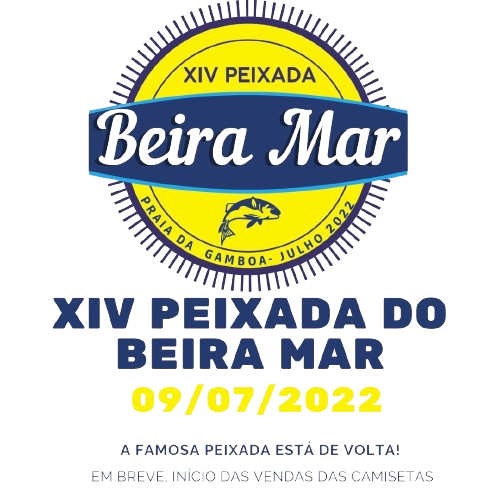 XIV PEIXADA
Beira Mar
PRAIA DA GAMBOA- JULHO 2022
XIV PEIXADA DO
BEIRA MAR
09/07/2022
A FAMOSA PEIXADA ESTÁ DE VOLTA!
EM BREVE, INÍCIO DAS VENDAS DAS CAMISETAS